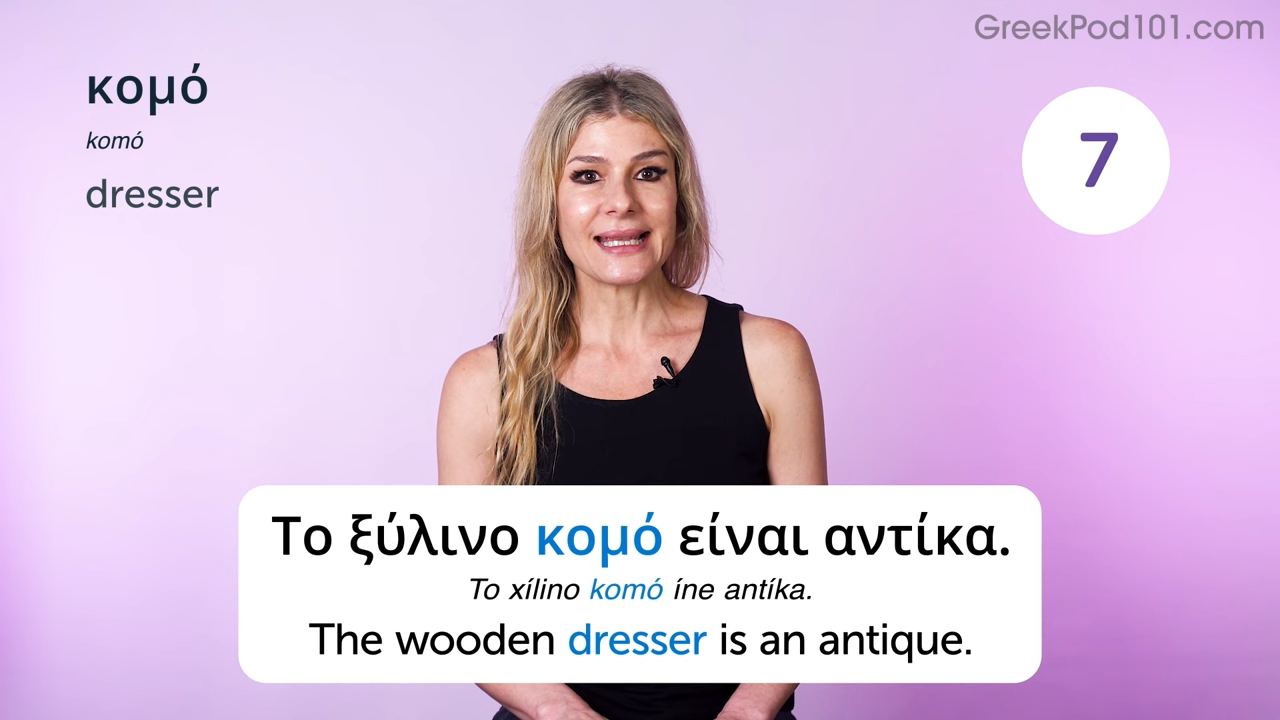 GreekPod101.com
κομό
komó
dresser
7
Το ξύλινο κομό είναι αντίκα.
To xílino komó íne antíka.
The wooden dresser is an antique.